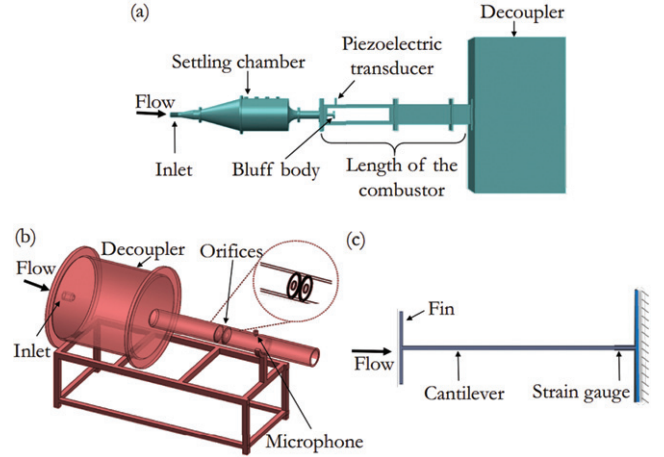 (a)
Decoupler
Piezoelectric
transducer
Settling chamber
Flow
Inlet
Bluff body
Length of the
combustor
(b)
Decoupler
Orifices
Flow
Inlet
Microphone
(c)
Fin
Flow
Cantilever
Strain gauge